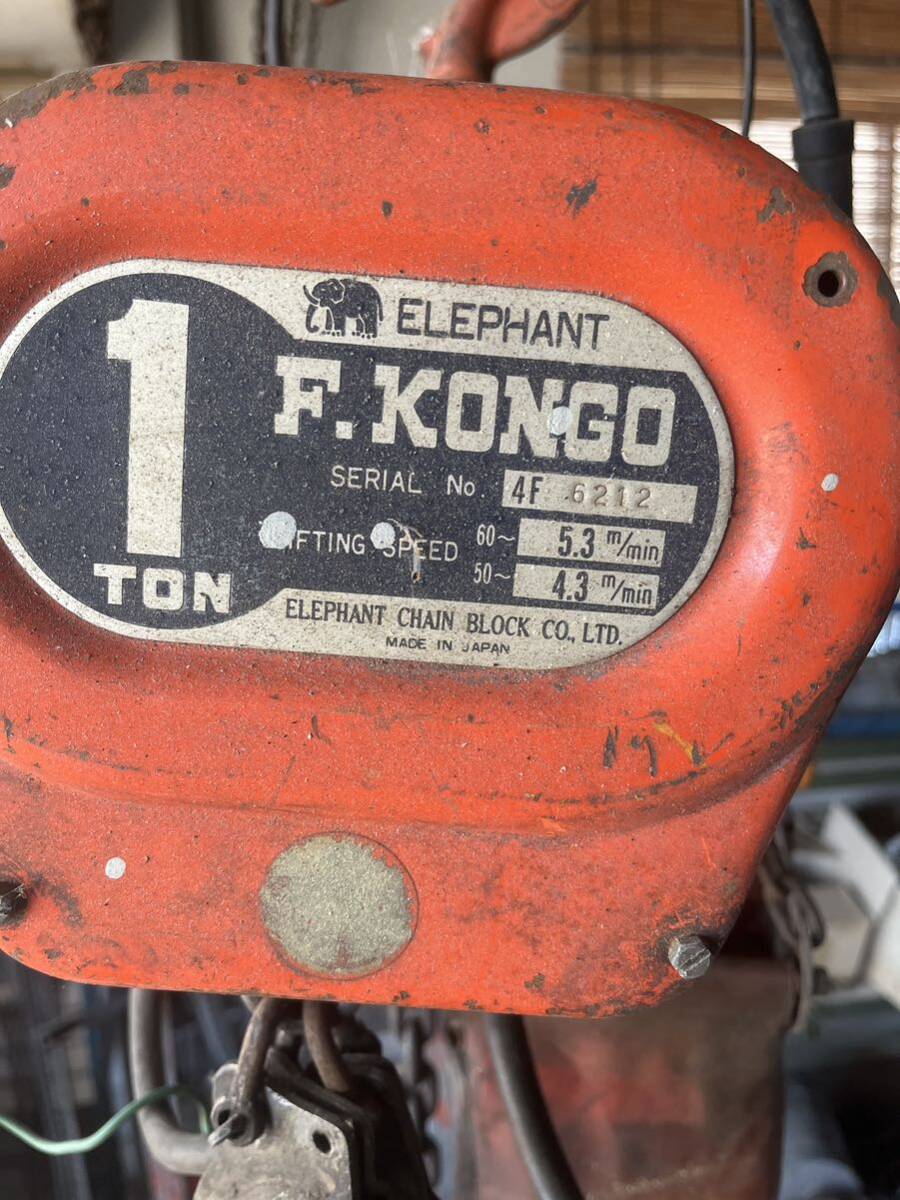 ELEPHANT
F.KONGO
1
TON
SERIAL No. 4F 6212
LIFTING SPEED 60~ 5.3 m/min
50~ 4.3 m/min
ELEPHANT CHAIN BLOCK CO., LTD.
MADE IN JAPAN